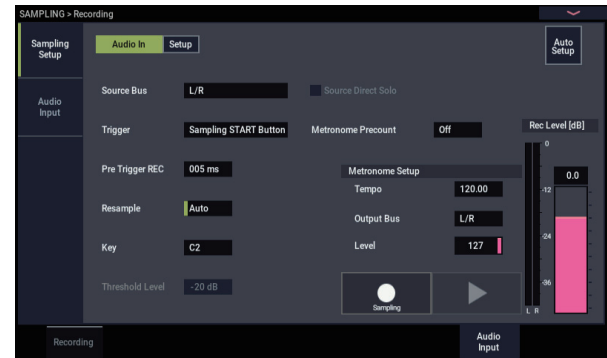 SAMPLING > Recording
Sampling
Setup
Audio In
Setup
Auto
Setup
Audio
Input
Source Bus
L/R
Source Direct Solo
Trigger
Sampling START Button
Metronome Precount
Off
Rec Level [dB]
Pre Trigger REC
005 ms
Metronome Setup
0
0.0
Tempo
120.00
-12
Resample
Auto
Output Bus
L/R
-24
Key
C2
Level
127
Threshold Level
-20 dB
-36
Sampling
L R
Recording
Audio
Input